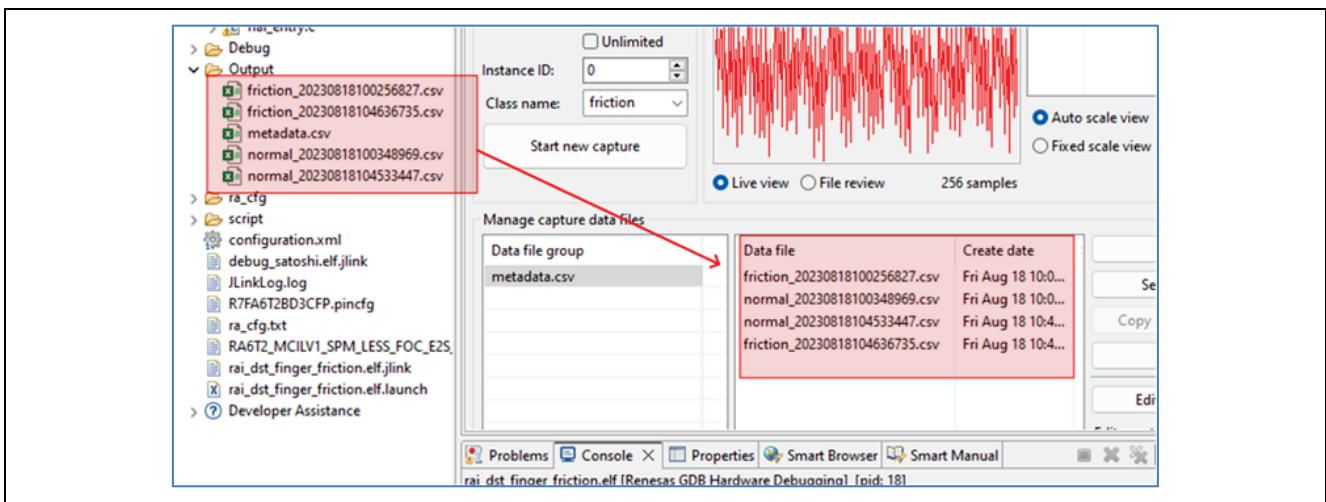 Debug
Output
friction_20230818100256827.csv
friction_20230818104636735.csv
metadata.csv
normal_20230818100348969.csv
normal_20230818104533447.csv
ra_cfg
script
configuration.xml
debug_satoshi.elf.jlink
JLinkLog.log
R7FA6T2BD3CFP.pincfg
ra_cfg.txt
RA6T2_MCILV1_SPM_LESS_FOC_E2S_
rai_dst_finger_friction.elf.jlink
rai_dst_finger_friction.elf.launch
Developer Assistance
Unlimited
Instance ID: 0
Class name: friction
Start new capture
Auto scale view
Fixed scale view
Live view File review 256 samples
Manage capture data files
Data file group
metadata.csv
Data file Create date
friction_20230818100256827.csv Fri Aug 18 10:0...
normal_20230818100348969.csv Fri Aug 18 10:0...
normal_20230818104533447.csv Fri Aug 18 10:4...
friction_20230818104636735.csv Fri Aug 18 10:4...
Se
Copy
Edi
Problems Console Properties Smart Browser Smart Manual
rai_dst_finger_friction.elf [Renesas GDB Hardware Debugging] [pid: 18]